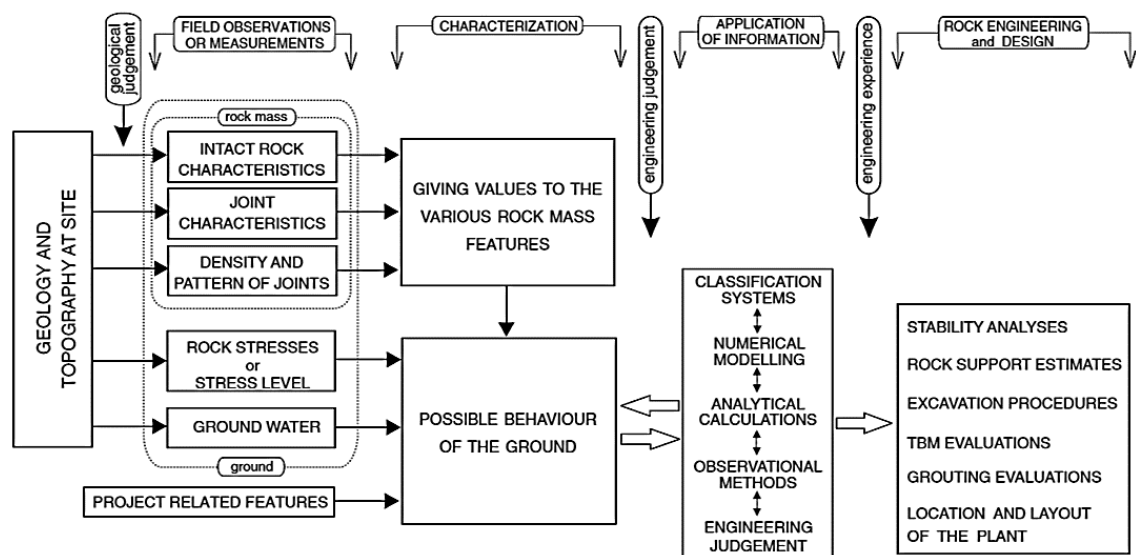 FIELD OBSERVATIONS
OR MEASUREMENTS
CHARACTERIZATION
APPLICATION
OF INFORMATION
ROCK ENGINEERING
and DESIGN
geological
judgement
engineering judgement
engineering experience
rock mass
GEOLOGY AND
TOPOGRAPHY AT SITE
INTACT ROCK
CHARACTERISTICS
JOINT
CHARACTERISTICS
DENSITY AND
PATTERN OF JOINTS
ROCK STRESSES
or
STRESS LEVEL
GROUND WATER
ground
PROJECT RELATED FEATURES
GIVING VALUES TO THE
VARIOUS ROCK MASS
FEATURES
POSSIBLE BEHAVIOUR
OF THE GROUND
CLASSIFICATION
SYSTEMS
NUMERICAL
MODELLING
ANALYTICAL
CALCULATIONS
OBSERVATIONAL
METHODS
ENGINEERING
JUDGEMENT
STABILITY ANALYSES
ROCK SUPPORT ESTIMATES
EXCAVATION PROCEDURES
TBM EVALUATIONS
GROUTING EVALUATIONS
LOCATION AND LAYOUT
OF THE PLANT